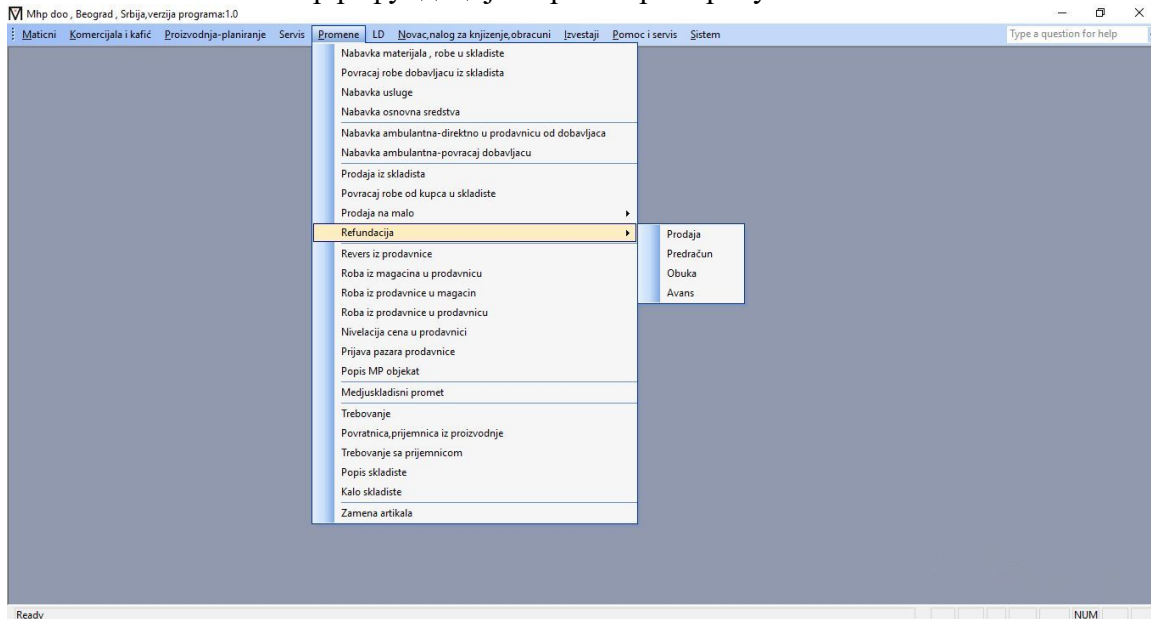 Mhp doo , Beograd , Srbija,verzija programa:1.0
Maticni Komercijala i kafić Proizvodnja-planiranje Servis Promene LD Novac,nalog za knjizenje,obracuni Izvestaji Pomoc i servis Sistem Type a question for help
Nabavka materijala , robe u skladiste
Povracaj robe dobavljacu iz skladista
Nabavka usluge
Nabavka osnovna sredstva
Nabavka ambulantna-direktno u prodavnicu od dobavljaca
Nabavka ambulantna-povracaj dobavljacu
Prodaja iz skladista
Povracaj robe od kupca u skladiste
Prodaja na malo
Refundacija
Prodaja
Predračun
Obuka
Avans
Revers iz prodavnice
Roba iz magacina u prodavnicu
Roba iz prodavnice u magacin
Roba iz prodavnice u prodavnicu
Nivelacija cena u prodavnici
Prijava pazara prodavnice
Popis MP objekat
Medjuskladisni promet
Trebovanje
Povratnica,prijemnica iz proizvodnje
Trebovanje sa prijemnicom
Popis skladiste
Kalo skladiste
Zamena artikala
Ready NUM